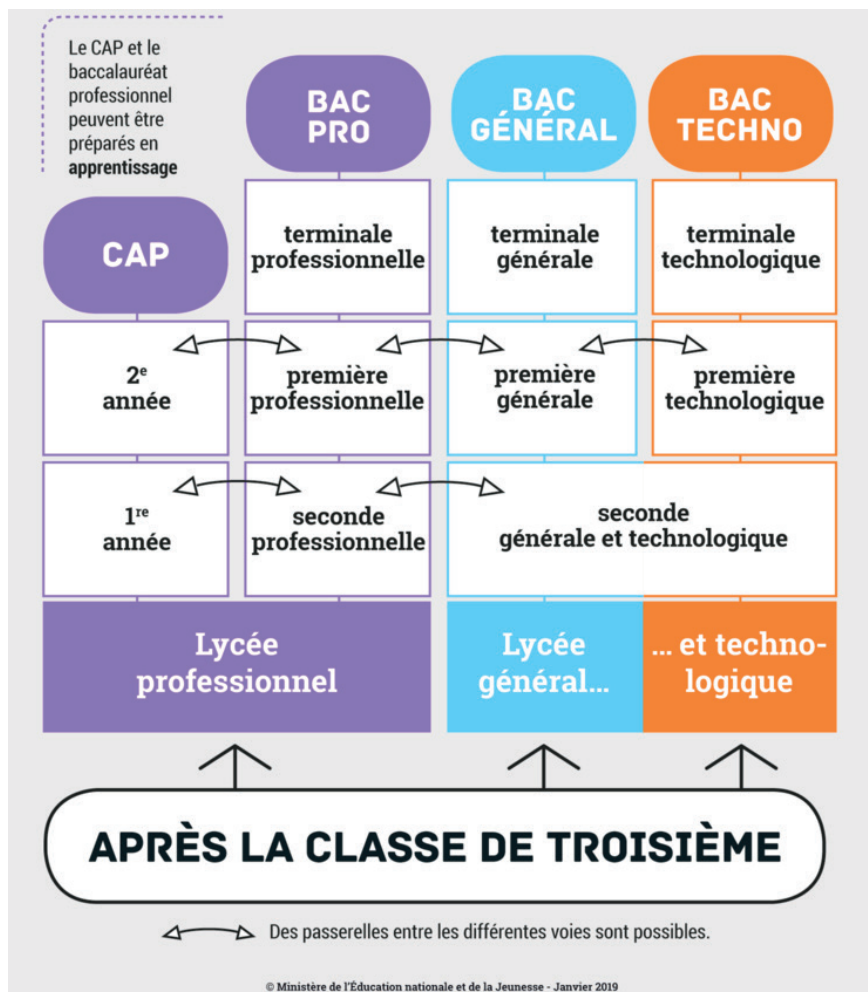 Le CAP et le
baccalauréat
professionnel
peuvent être
préparés en
apprentissage
CAP
BAC
PRO
BAC
GÉNÉRAL
BAC
TECHNO
terminale
professionnelle
terminale
générale
terminale
technologique
2e
année
première
professionnelle
première
générale
première
technologique
1re
année
seconde
professionnelle
seconde
générale et technologique
Lycée
professionnel
Lycée
général...
... et techno-
logique
APRÈS LA CLASSE DE TROISIÈME
Des passerelles entre les différentes voies sont possibles.
© Ministère de l'Éducation nationale et de la Jeunesse - Janvier 2019